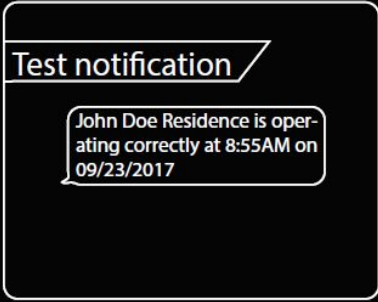 Test notification
John Doe Residence is oper-
ating correctly at 8:55AM on
09/23/2017